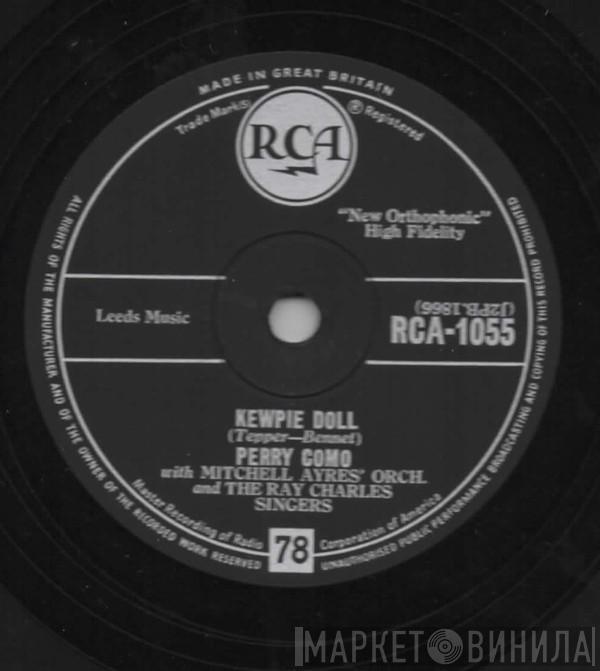 MADE IN GREAT BRITAIN
Trade Mark(S) ® Registered
RCA
"New Orthophonic"
High Fidelity
Leeds Music
(J2PB.1866)
RCA-1055
KEWPIE DOLL
(Tepper—Bennet)
PERRY COMO
with MITCHELL AYRES' ORCH.
and THE RAY CHARLES
SINGERS
Master Recording of Radio Corporation of America
78
ALL RIGHTS OF THE MANUFACTURER AND OF THE OWNER OF THE RECORDED WORK RESERVED
UNAUTHORISED PUBLIC PERFORMANCE BROADCASTING AND COPYING OF THIS RECORD PROHIBITED
МАРКЕТ ВИНИЛА